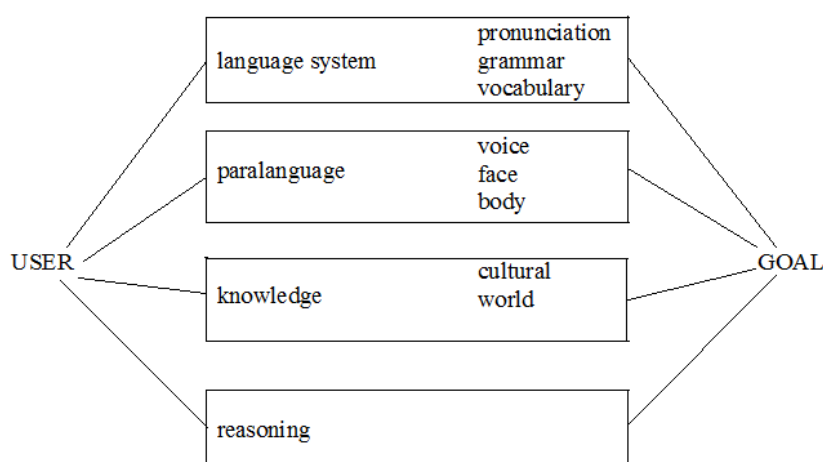 language system
pronunciation
grammar
vocabulary
paralanguage
voice
face
body
USER
GOAL
knowledge
cultural
world
reasoning